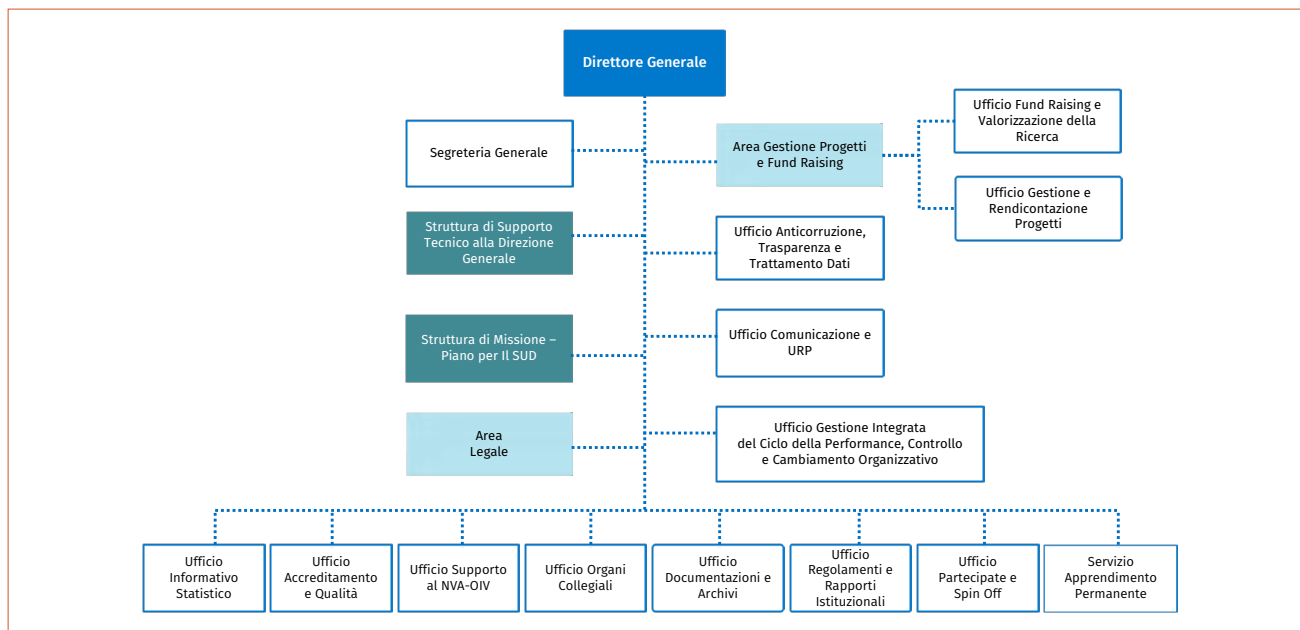 Direttore Generale
Segreteria Generale
Area Gestione Progetti
e Fund Raising
Ufficio Fund Raising e
Valorizzazione della
Ricerca
Ufficio Gestione e
Rendicontazione
Progetti
Struttura di Supporto
Tecnico alla Direzione
Generale
Ufficio Anticorruzione,
Trasparenza e
Trattamento Dati
Struttura di Missione –
Piano per Il SUD
Ufficio Comunicazione e
URP
Area
Legale
Ufficio Gestione Integrata
del Ciclo della Performance, Controllo
e Cambiamento Organizzativo
Ufficio
Informativo
Statistico
Ufficio
Accreditamento
e Qualità
Ufficio Supporto
al NVA-OIV
Ufficio Organi
Collegiali
Ufficio
Documentazioni e
Archivi
Ufficio
Regolamenti e
Rapporti
Istituzionali
Ufficio
Partecipate e
Spin Off
Servizio
Apprendimento
Permanente